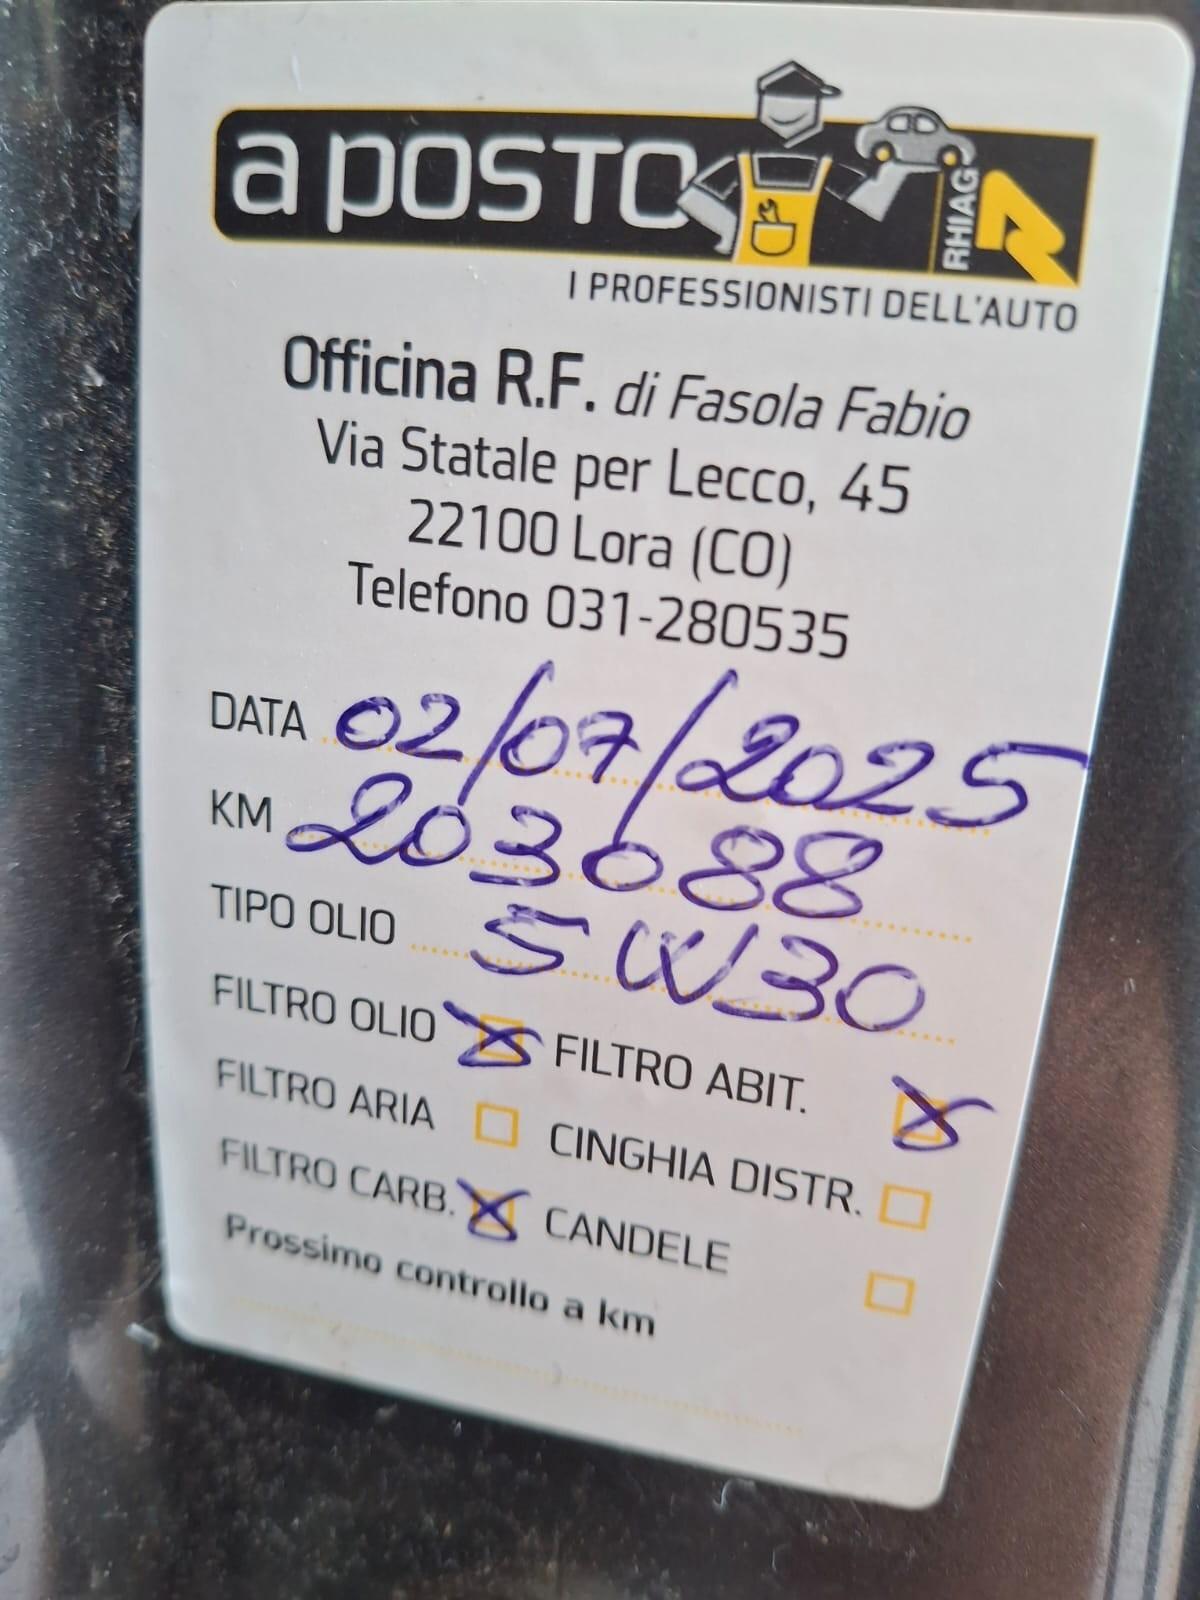 a POSTO
RHIAG
I PROFESSIONISTI DELL'AUTO
Officina R.F. di Fasola Fabio
Via Statale per Lecco, 45
22100 Lora (CO)
Telefono 031-280535
DATA 02/07/2025
KM 203088
TIPO OLIO 5W30
FILTRO OLIO X FILTRO ABIT. X
FILTRO ARIA CINGHIA DISTR.
FILTRO CARB. X CANDELE
Prossimo controllo a km